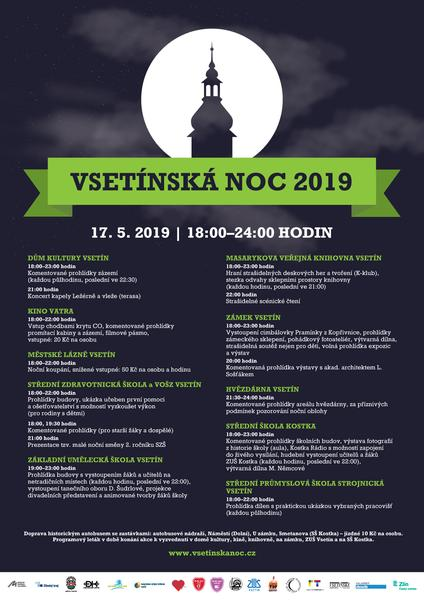 VSETÍNSKÁ NOC 2019
17. 5. 2019 | 18:00–24:00 HODIN
DŮM KULTURY VSETÍN
18:00–23:00 hodin
Komentované prohlídky zázemí
(každou půlhodinu, poslední ve 22:30)
21:00 hodin
Koncert kapely Ležérně a vleže (terasa)
KINO VATRA
18:00–22:00 hodin
Vstup chodbami krytu CO, komentované prohlídky
promítací kabiny a zázemí, filmové pásmo,
vstupné: 20 Kč na osobu
MĚSTSKÉ LÁZNĚ VSETÍN
18:00–22:00 hodin
Noční koupání, snížené vstupné: 50 Kč na osobu a hodinu
STŘEDNÍ ZDRAVOTNICKÁ ŠKOLA a VOŠZ VSETÍN
18:00–22:00 hodin
Prohlídky budovy, ukázka učeben první pomoci
a ošetřovatelství s možností vyzkoušet výkon
(pro rodiny s dětmi)
18:00, 19:30 hodin
Komentované prohlídky (pro starší žáky a dospělé)
21:00 hodin
Prezentace tzv. malé noční směny 2. ročníku SZŠ
ZÁKLADNÍ UMĚLECKÁ ŠKOLA VSETÍN
19:00–23:00 hodin
Prohlídky budovy s vystoupením žáků a učitelů na
netradičních místech (každou hodinu, poslední ve 22:00),
vystoupení tanečního oboru D. Šudrlové, projekce
divadelních představení a animované tvorby žáků školy
MASARYKOVA VEŘEJNÁ KNIHOVNA VSETÍN
18:00–23:00 hodin
Hraní strašidelných deskových her a tvoření (K-klub),
stezka odvahy skladištěm prostory knihovny
(každou hodinu, poslední ve 21:00)
22:00 hodin
Strašidelné scénické čtení
ZÁMEK VSETÍN
18:00–23:00 hodin
Vystoupení cimbálovky Pramínky z Kopřivnice, prohlídky
zámeckého sklepení, pohádkový fotoateliér, výtvarná dílna,
strašidelná soutěž nejen pro děti, volná prohlídka expozic
a výstav
20:00 hodin
Komentovaná prohlídka výstavy s akad. architektem L.
Šolfákem
HVĚZDÁRNA VSETÍN
21:30–24:00 hodin
Komentované prohlídky areálu hvězdárny, za příznivých
podmínek pozorování noční oblohy
STŘEDNÍ ŠKOLA KOSTKA
18:00–23:00 hodin
Komentované prohlídky školních budov, výstava fotografií
z historie školy (aula), Kostka Rádio s možností zapojení
do živého vysílání, hudební vystoupení učitelů a žáků
ZUŠ Kostka (každou hodinu, poslední ve 22:00),
výtvarná dílna M. Němcové
STŘEDNÍ PRŮMYSLOVÁ ŠKOLA STROJNICKÁ
VSETÍN
18:00–22:00 hodin
Prohlídka dílen s praktickou ukázkou vybraných pracovišť
(každou půlhodinu)
Doprava historickým autobusem se zastávkami: autobusové nádraží, Náměstí (Dolní), U zámku, Smetanova (SŠ Kostka) – jízdné 10 Kč na osobu.
Programový leták v době konání akce k vyzvednutí v domě kultury, kině, knihovně, na zámku, ZUŠ Vsetín a na SŠ Kostka.
www.vsetinskanoc.cz